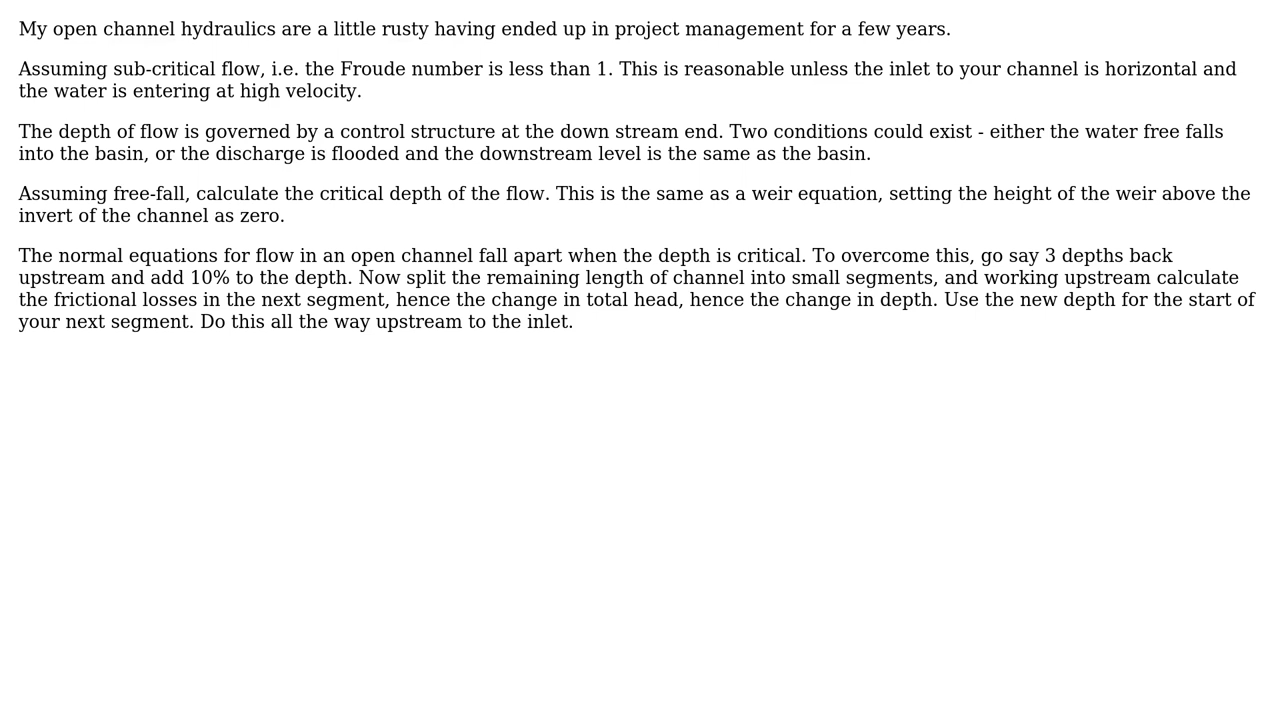 My open channel hydraulics are a little rusty having ended up in project management for a few years.
Assuming sub-critical flow, i.e. the Froude number is less than 1. This is reasonable unless the inlet to your channel is horizontal and
the water is entering at high velocity.
The depth of flow is governed by a control structure at the down stream end. Two conditions could exist - either the water free falls
into the basin, or the discharge is flooded and the downstream level is the same as the basin.
Assuming free-fall, calculate the critical depth of the flow. This is the same as a weir equation, setting the height of the weir above the
invert of the channel as zero.
The normal equations for flow in an open channel fall apart when the depth is critical. To overcome this, go say 3 depths back
upstream and add 10% to the depth. Now split the remaining length of channel into small segments, and working upstream calculate
the frictional losses in the next segment, hence the change in total head, hence the change in depth. Use the new depth for the start of
your next segment. Do this all the way upstream to the inlet.